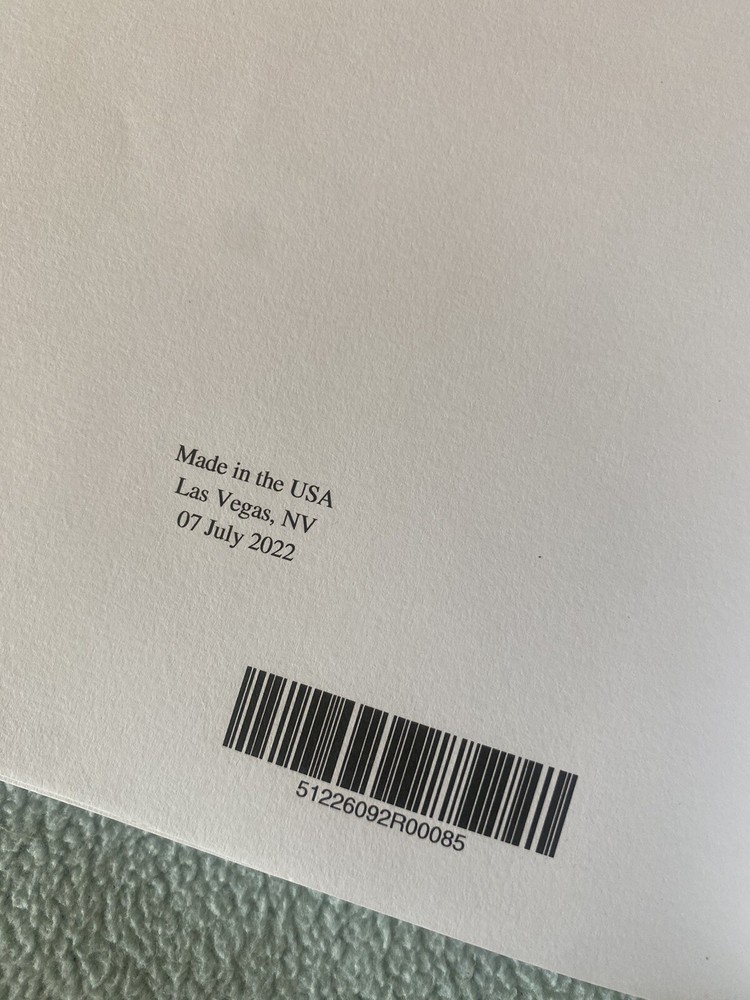 Made in the USA
Las Vegas, NV
07 July 2022
51226092R00085